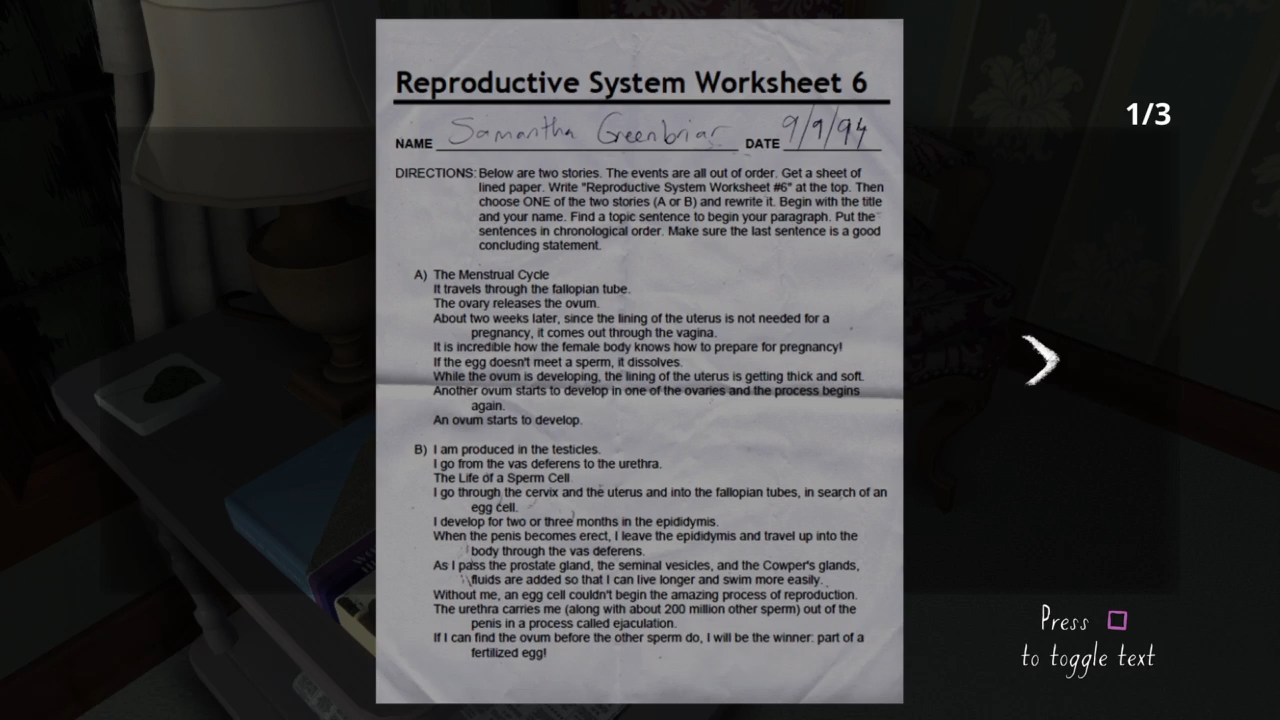 Reproductive System Worksheet 6
1/3
NAME Samantha Greenbriar DATE 9/9/94
DIRECTIONS: Below are two stories. The events are all out of order. Get a sheet of
lined paper. Write "Reproductive System Worksheet #6" at the top. Then
choose ONE of the two stories (A or B) and rewrite it. Begin with the title
and your name. Find a topic sentence to begin your paragraph. Put the
sentences in chronological order. Make sure the last sentence is a good
concluding statement.
A) The Menstrual Cycle
It travels through the fallopian tube.
The ovary releases the ovum.
About two weeks later, since the lining of the uterus is not needed for a
pregnancy, it comes out through the vagina.
It is incredible how the female body knows how to prepare for pregnancy!
If the egg doesn't meet a sperm, it dissolves.
While the ovum is developing, the lining of the uterus is getting thick and soft.
Another ovum starts to develop in one of the ovaries and the process begins
again.
An ovum starts to develop.
B) I am produced in the testicles.
I go from the vas deferens to the urethra.
The Life of a Sperm Cell
I go through the cervix and the uterus and into the fallopian tubes, in search of an
egg cell.
I develop for two or three months in the epididymis.
When the penis becomes erect, I leave the epididymis and travel up into the
body through the vas deferens.
As I pass the prostate gland, the seminal vesicles, and the Cowper's glands,
fluids are added so that I can live longer and swim more easily.
Without me, an egg cell couldn't begin the amazing process of reproduction.
The urethra carries me (along with about 200 million other sperm) out of the
penis in a process called ejaculation.
If I can find the ovum before the other sperm do, I will be the winner: part of a
fertilized egg!
Press
to toggle text